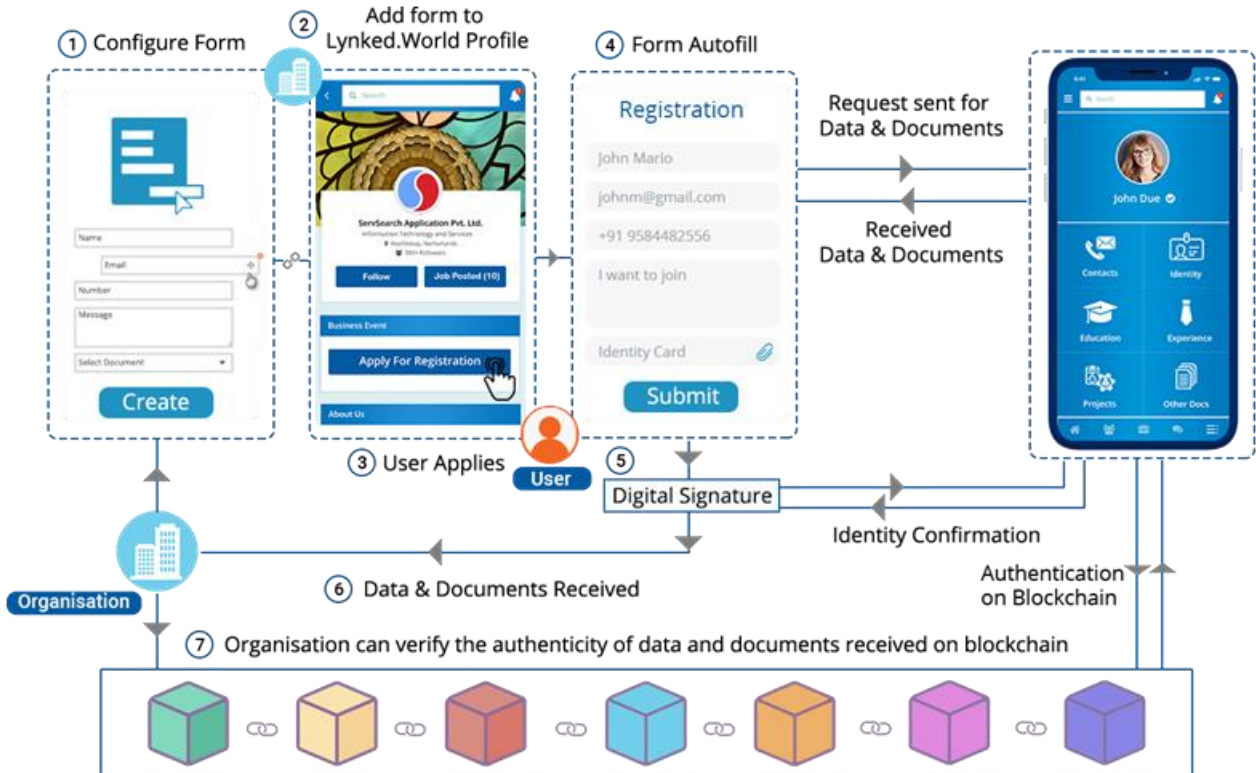 1 Configure Form
2 Add form to
Lynked.World Profile
4 Form Autofill
Name
Email
Number
Message
Select Document
Create
Search
ServSearch Application Pvt. Ltd.
Information Technology and Services
500+ Followers
Follow
Job Posted (10)
Business Event
Apply For Registration
About Us
3 User Applies
User
Registration
John Mario
johnm@gmail.com
+91 9584482556
I want to join
Identity Card
Submit
Request sent for
Data & Documents
Received
Data & Documents
9:41
Search
John Due
Contacts
Identity
Education
Experience
Projects
Other Docs
5
Digital Signature
Identity Confirmation
Authentication
on Blockchain
Organisation
6 Data & Documents Received
7 Organisation can verify the authenticity of data and documents received on blockchain